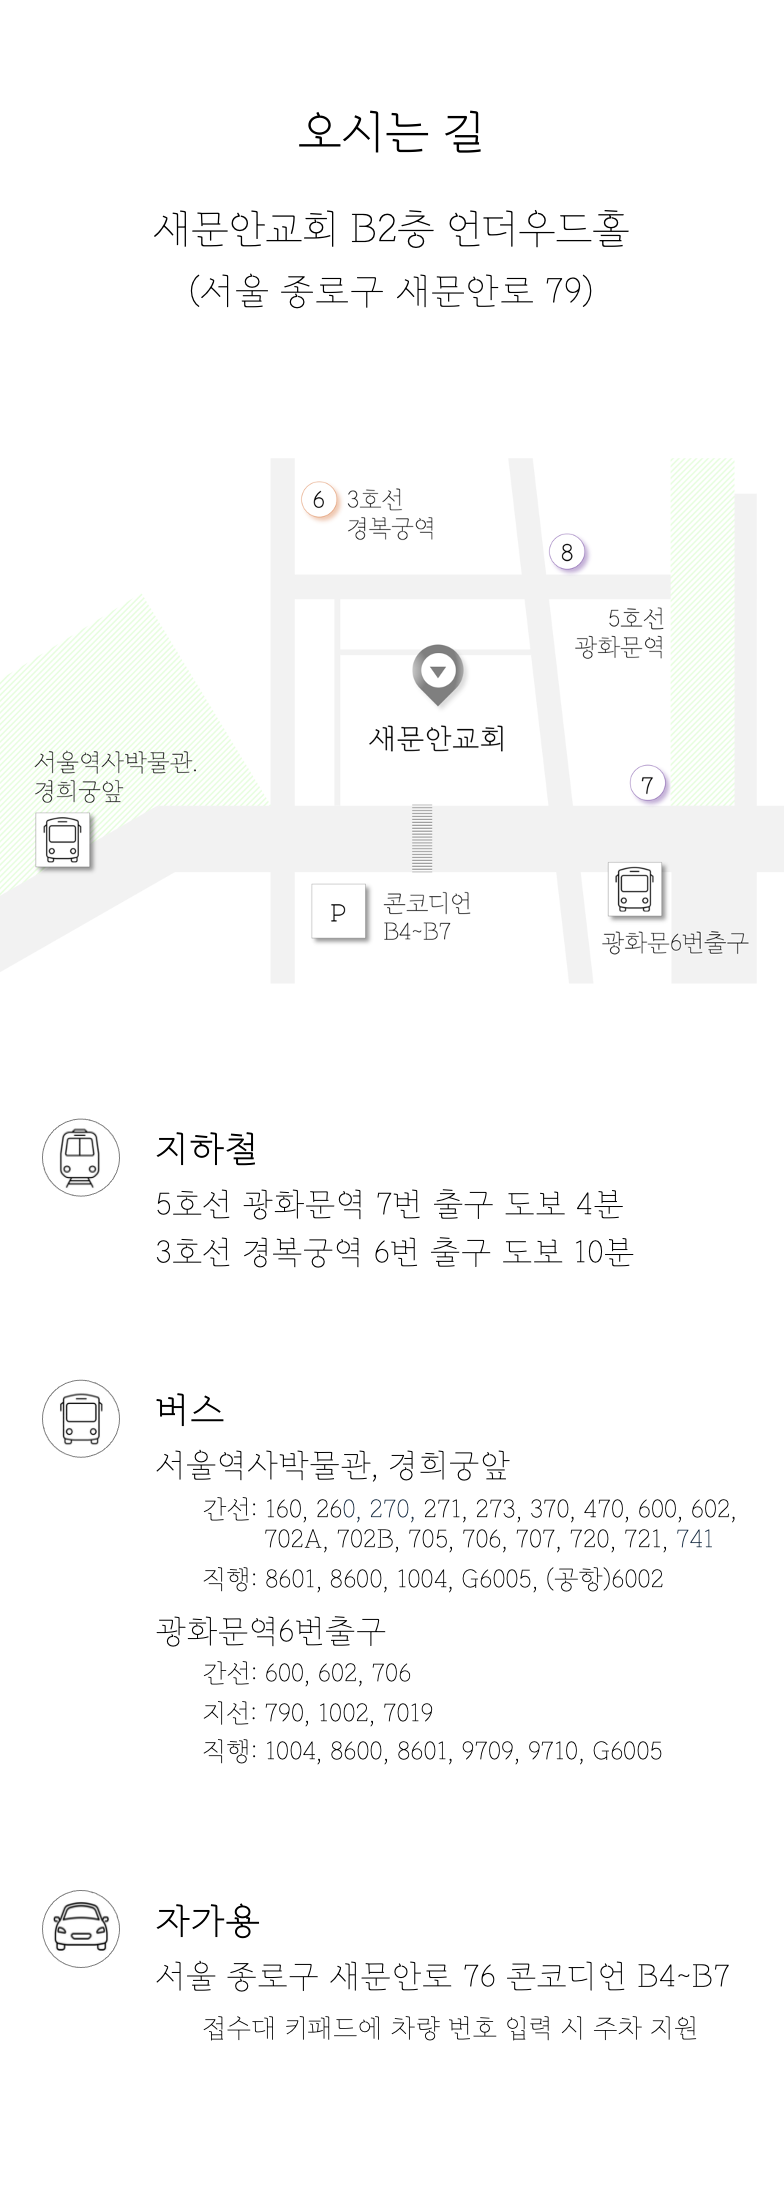 오시는 길
새문안교회 B2층 언더우드홀
(서울 종로구 새문안로 79)
6
3호선
경복궁역
8
5호선
광화문역
새문안교회
서울역사박물관.
경희궁앞
7
P
콘코디언
B4~B7
광화문6번출구
지하철
5호선 광화문역 7번 출구 도보 4분
3호선 경복궁역 6번 출구 도보 10분
버스
서울역사박물관, 경희궁앞
간선: 160, 260, 270, 271, 273, 370, 470, 600, 602,
702A, 702B, 705, 706, 707, 720, 721, 741
직행: 8601, 8600, 1004, G6005, (공항)6002
광화문역6번출구
간선: 600, 602, 706
지선: 790, 1002, 7019
직행: 1004, 8600, 8601, 9709, 9710, G6005
자가용
서울 종로구 새문안로 76 콘코디언 B4~B7
접수대 키패드에 차량 번호 입력 시 주차 지원